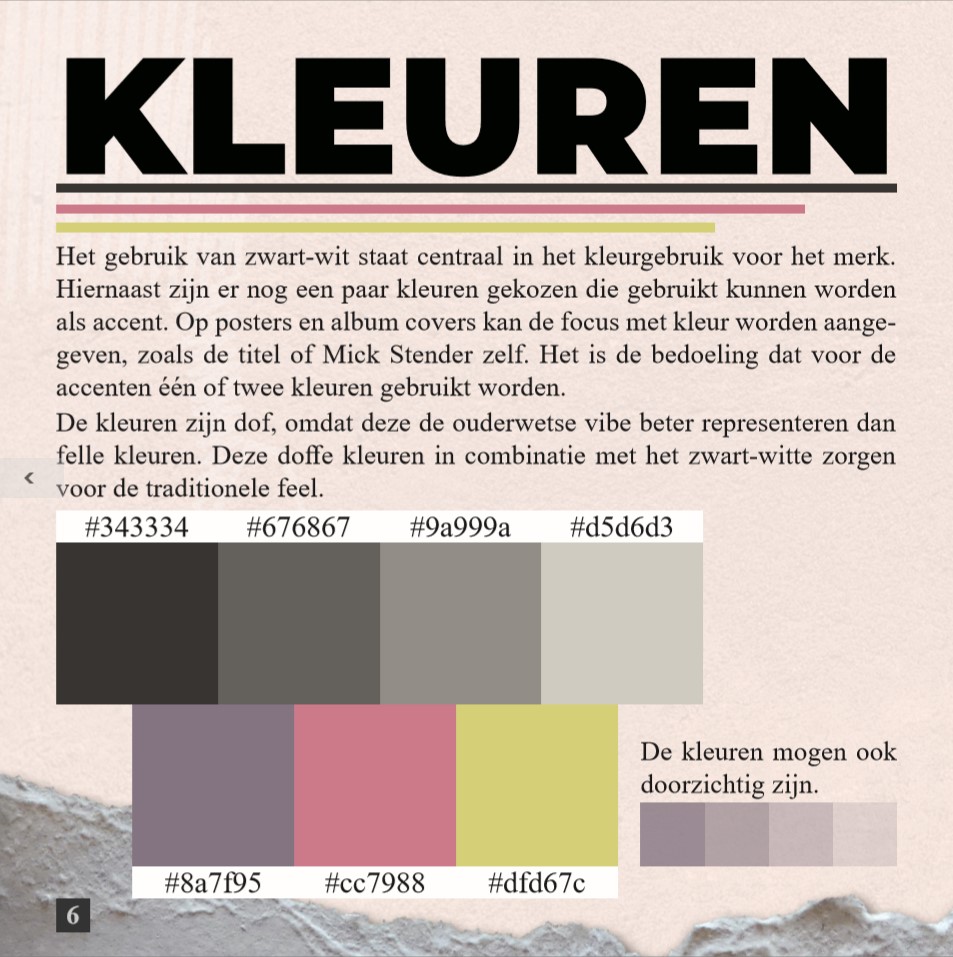 KLEUREN
Het gebruik van zwart-wit staat centraal in het kleurgebruik voor het merk.
Hiernaast zijn er nog een paar kleuren gekozen die gebruikt kunnen worden
als accent. Op posters en album covers kan de focus met kleur worden aange-
geven, zoals de titel of Mick Stender zelf. Het is de bedoeling dat voor de
accenten één of twee kleuren gebruikt worden.
De kleuren zijn dof, omdat deze de ouderwetse vibe beter representeren dan
felle kleuren. Deze doffe kleuren in combinatie met het zwart-witte zorgen
voor de traditionele feel.
#343334 #676867 #9a999a #d5d6d3
De kleuren mogen ook
doorzichtig zijn.
#8a7f95 #cc7988 #dfd67c
6